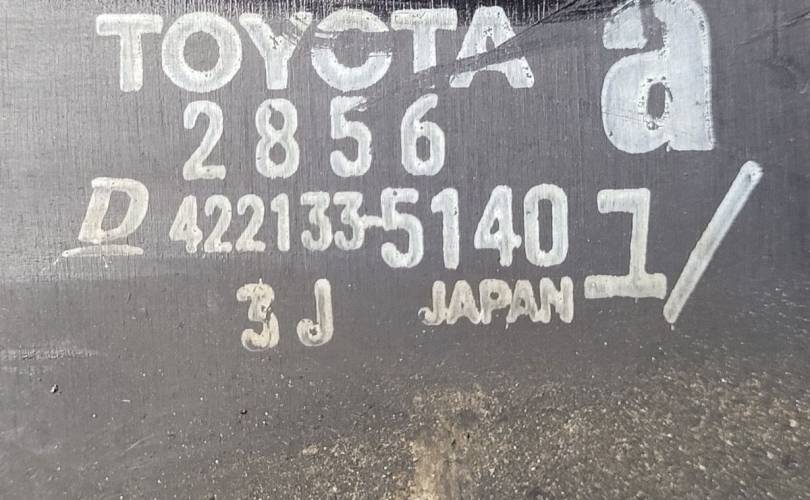 TOYOTA a
2856
D 422133-5140 1/
3J JAPAN